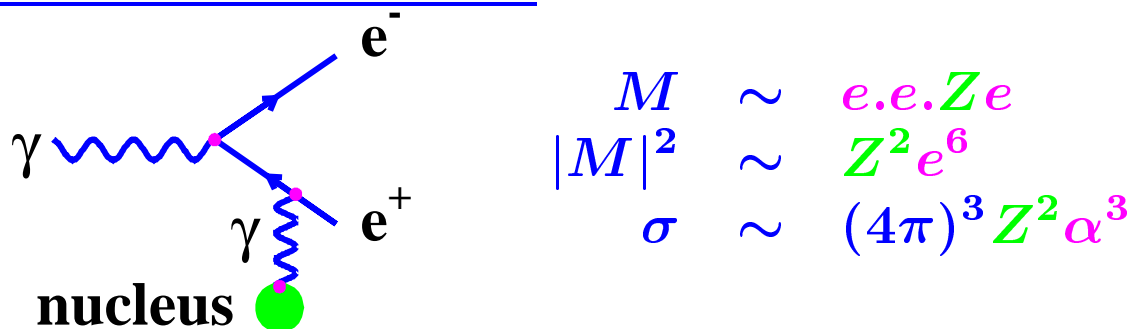 e⁻
γ
γ
e⁺
nucleus
M ∼ e.e.Ze
|M|² ∼ Z²e⁶
σ ∼ (4π)³Z²α³